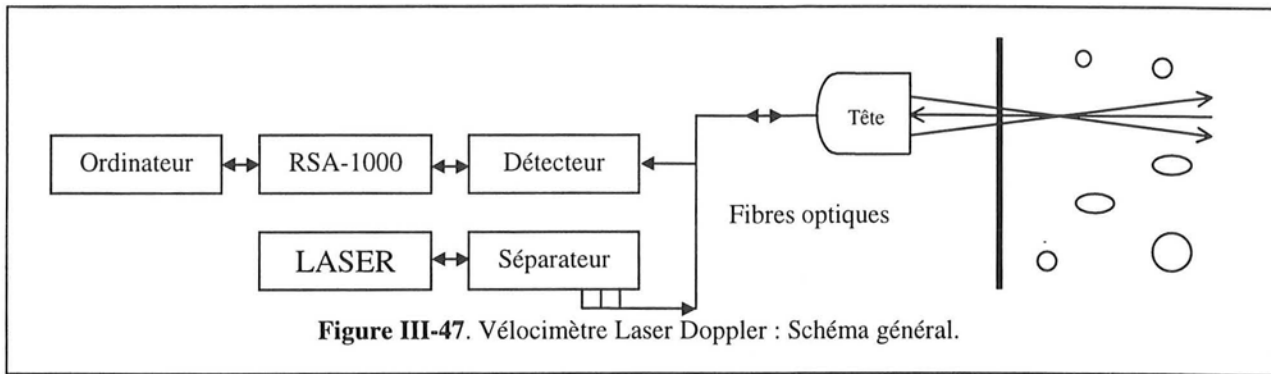 Tête
Ordinateur
RSA-1000
Détecteur
Fibres optiques
LASER
Séparateur
Figure III-47. Vélocimètre Laser Doppler : Schéma général.